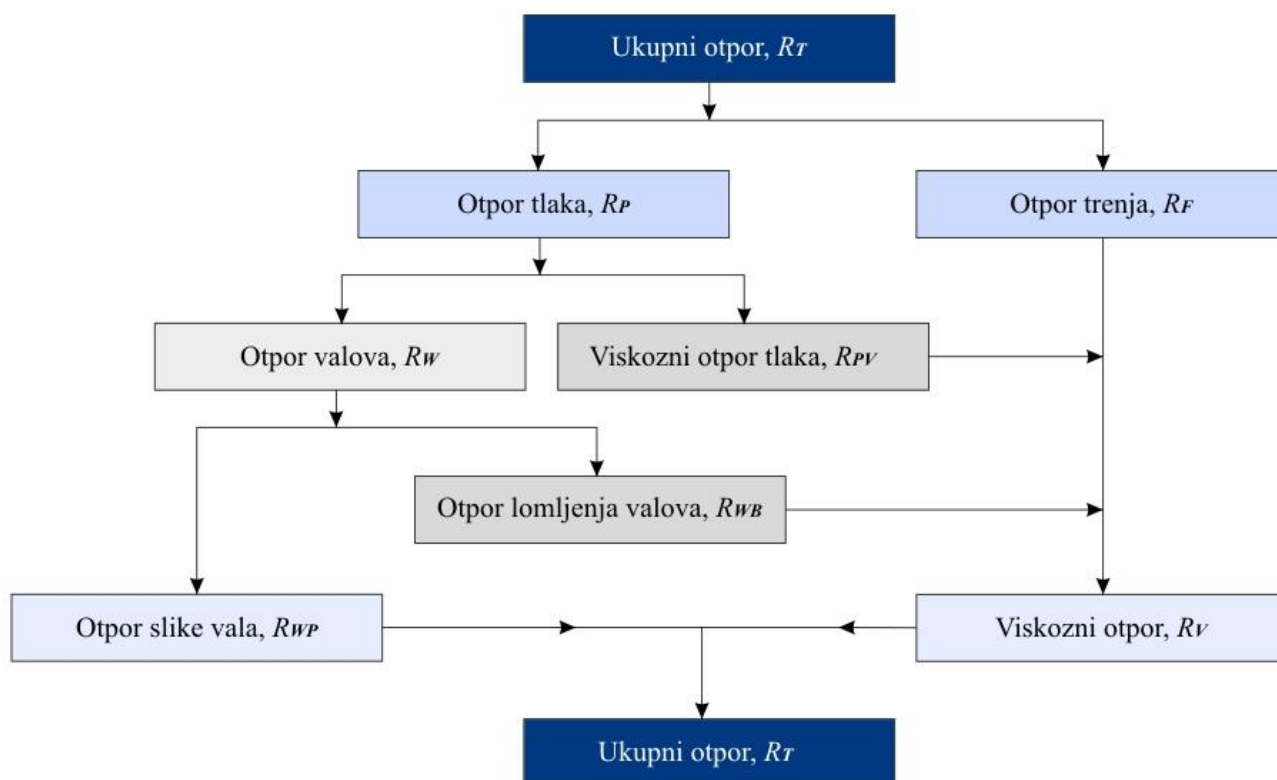 Ukupni otpor, RT
Otpor tlaka, RP
Otpor trenja, RF
Otpor valova, RW
Viskozni otpor tlaka, RPV
Otpor lomljenja valova, RWB
Otpor slike vala, RWP
Viskozni otpor, RV
Ukupni otpor, RT